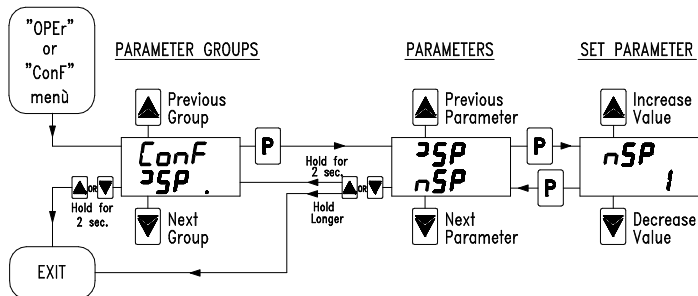 "OPEr"
or
"ConF"
menù
PARAMETER GROUPS
PARAMETERS
SET PARAMETER
Previous
Group
Previous
Parameter
Increase
Value
ConF
P
Hold for
2 sec.
nSP
P
nSP
1
OR
Hold for
2 sec.
OR
Hold
Longer
P
Next
Group
Next
Parameter
Decrease
Value
EXIT